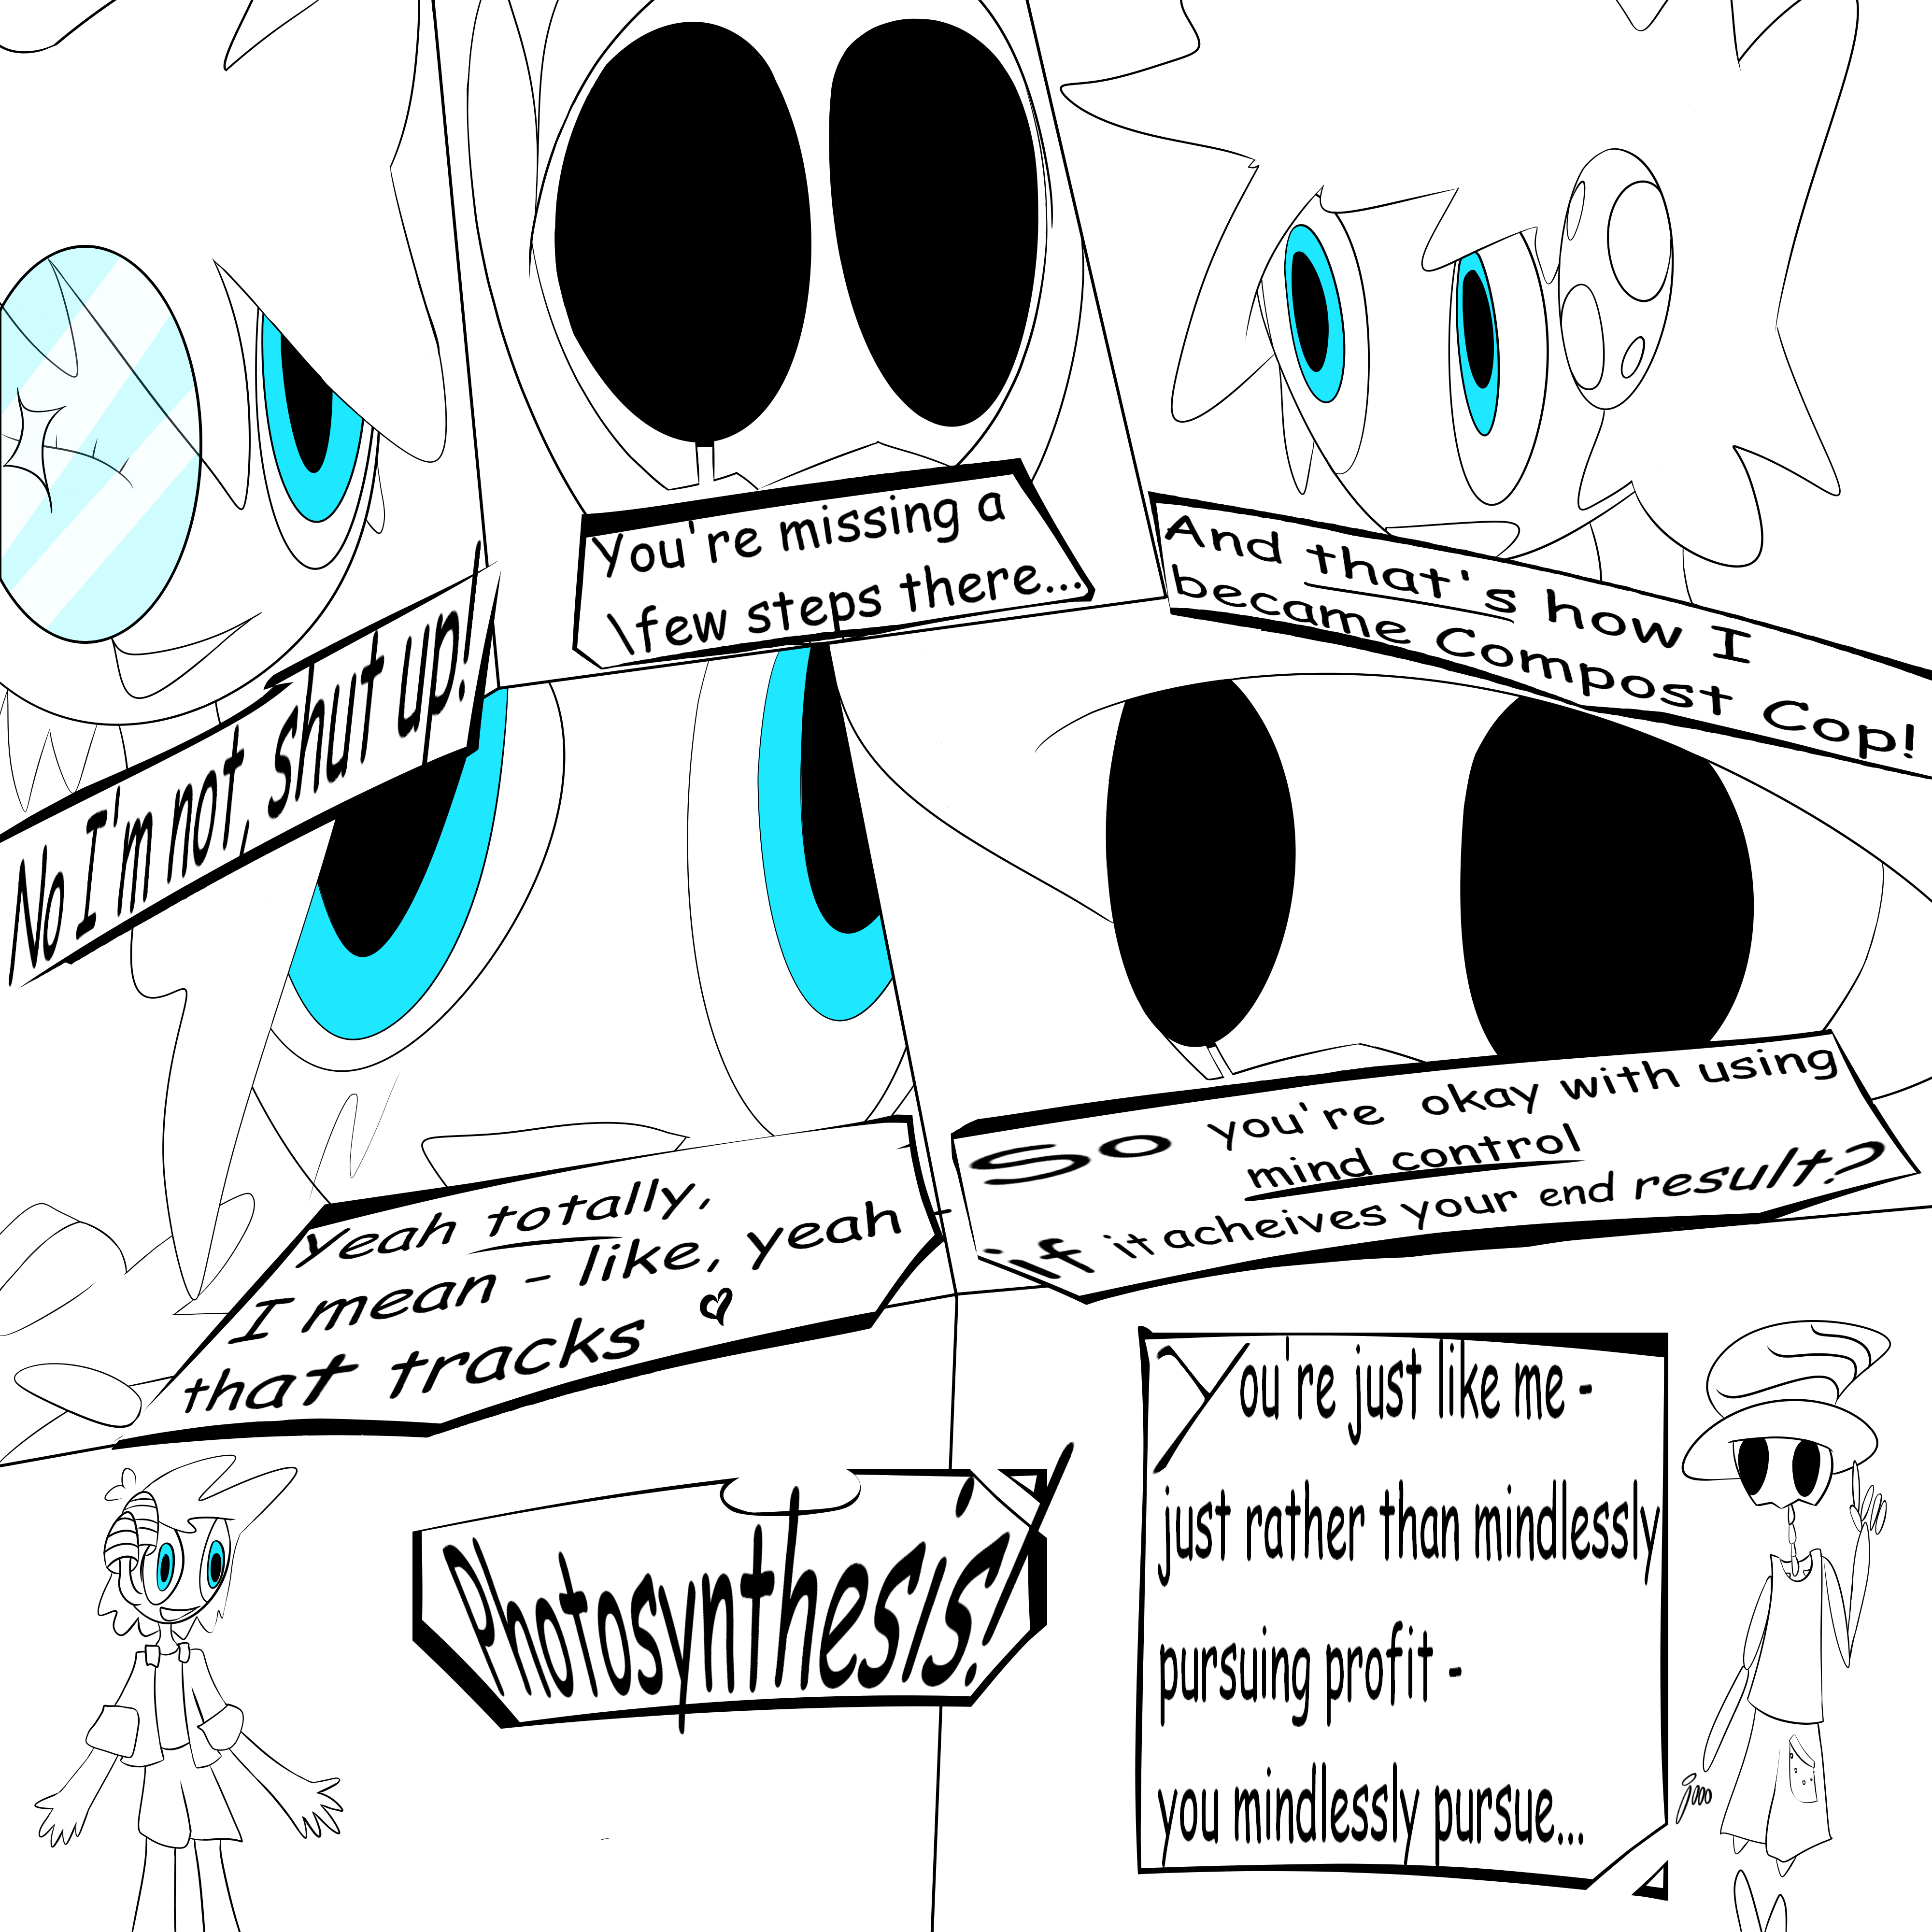 And that's how I
became Compost Cop!
You're missing a
few steps there...
No I'm not, shut up!
So you're okay with using
mind control
if it acheives your end result?
Yeah totally,
I mean - like, yeah
that tracks ♥
You're just like me -
just rather than mindlessly
pursuing profit -
you mindlessly pursue...
Photosynthesis!